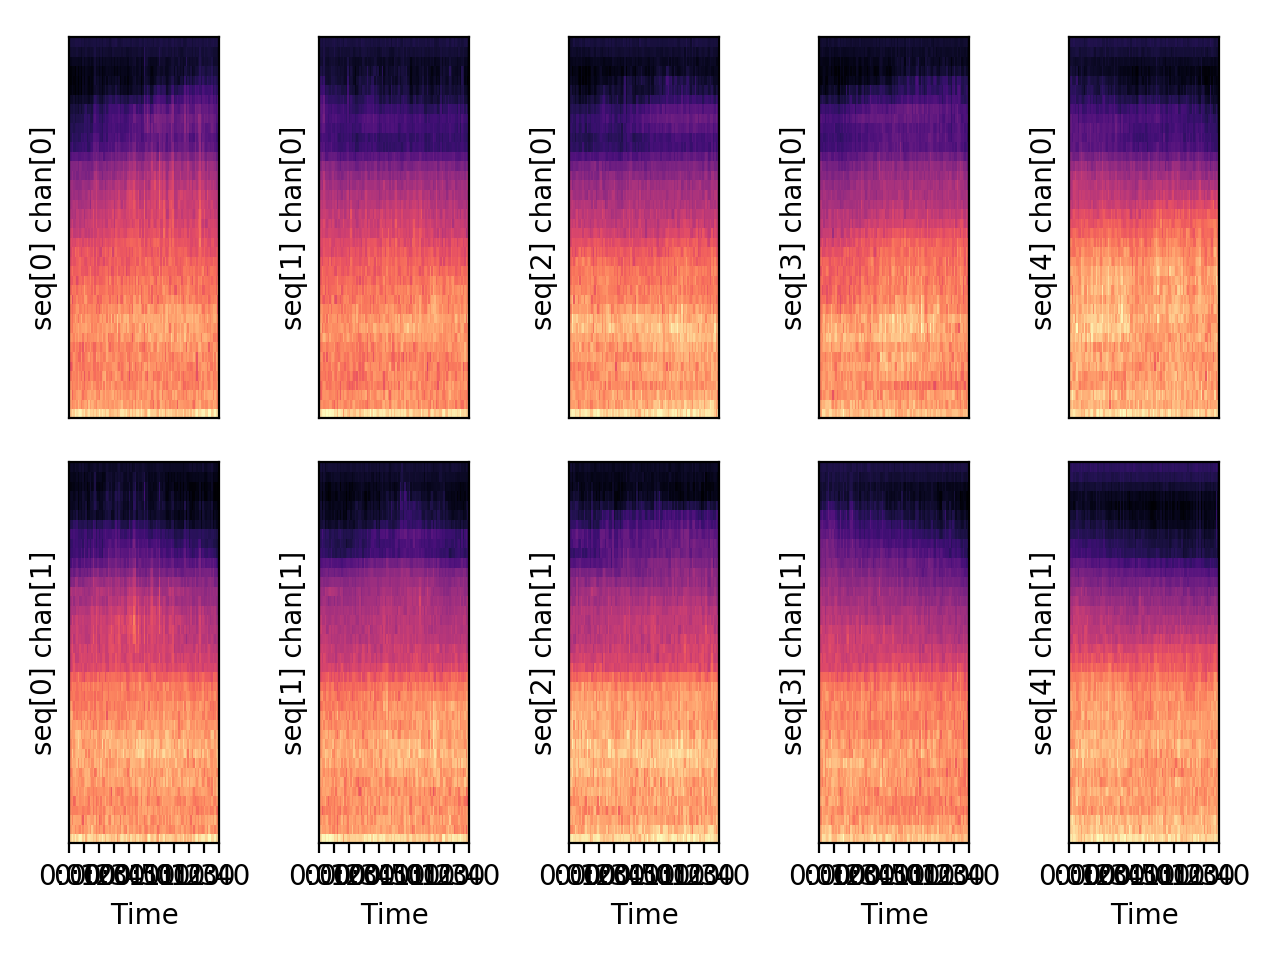 seq[0] chan[0]
seq[1] chan[0]
seq[2] chan[0]
seq[3] chan[0]
seq[4] chan[0]
seq[0] chan[1]
seq[1] chan[1]
seq[2] chan[1]
seq[3] chan[1]
seq[4] chan[1]
Time
Time
Time
Time
Time